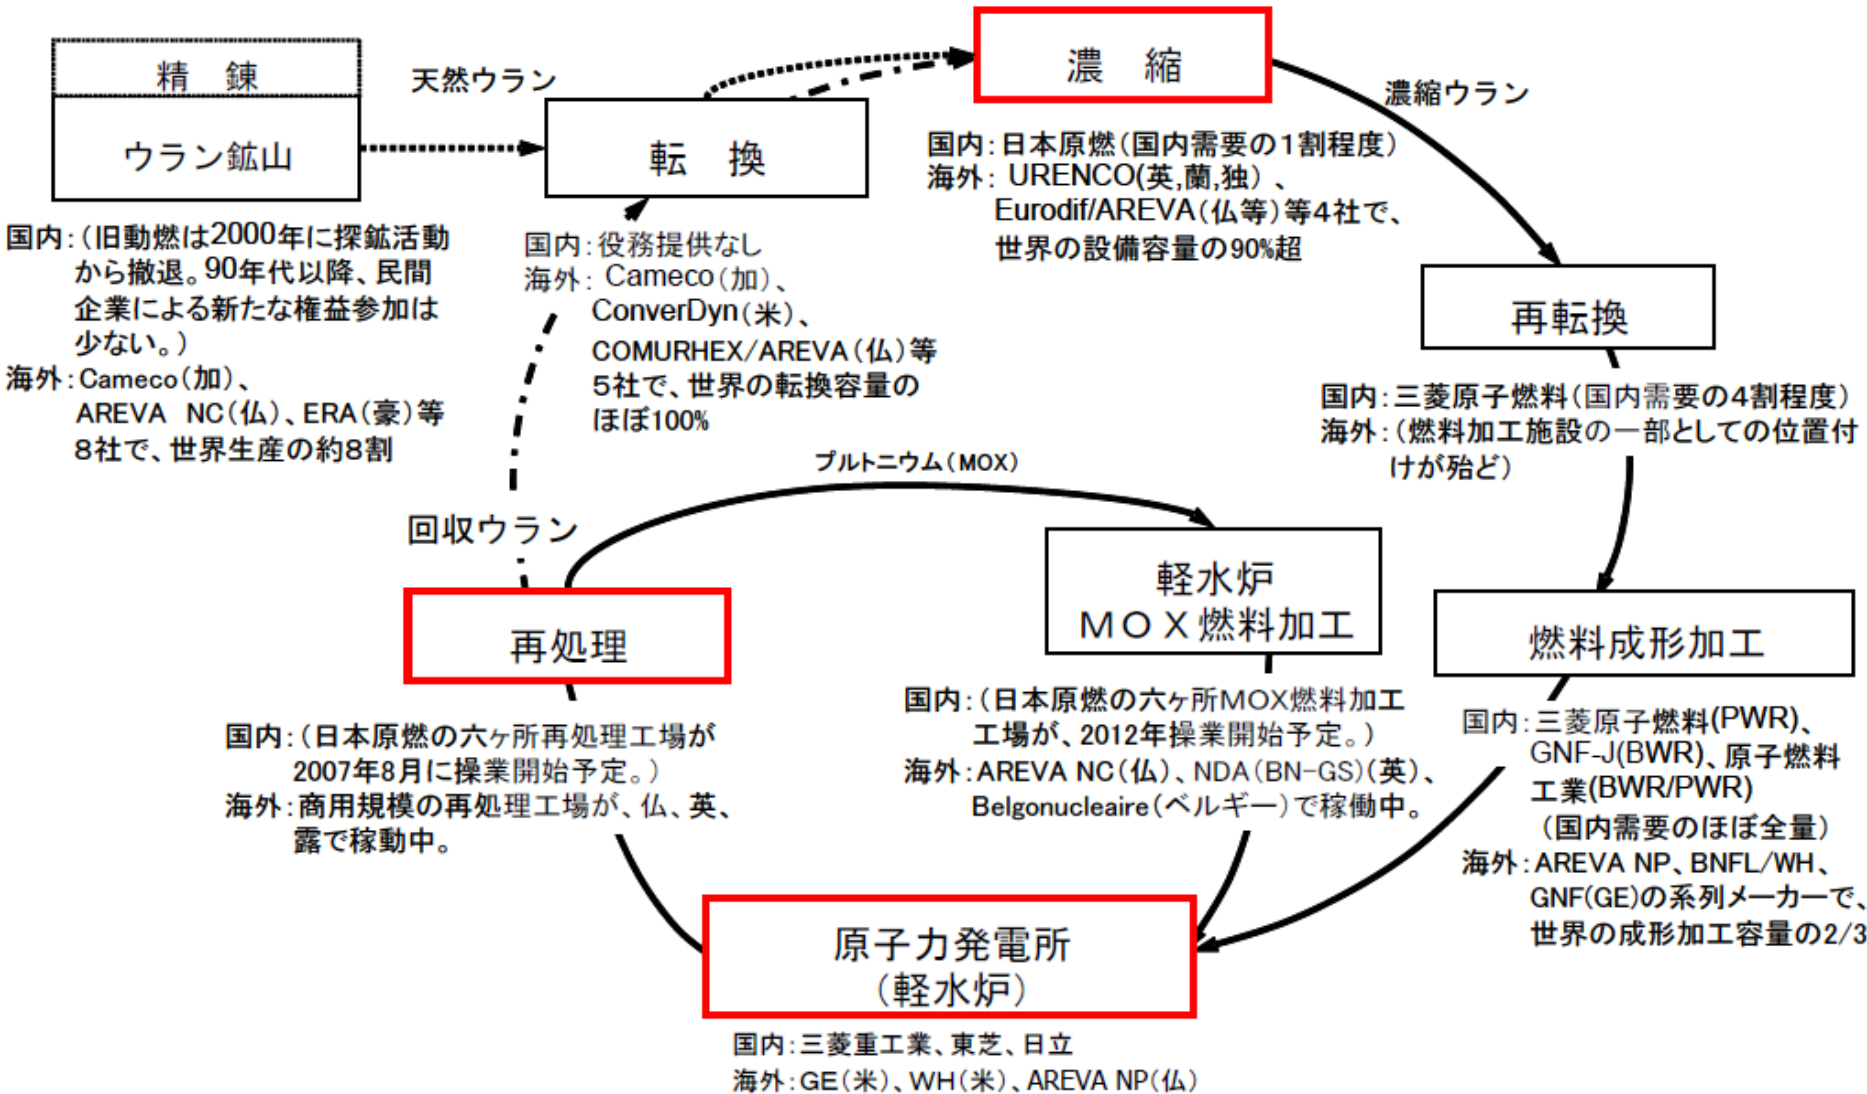 精　錬
ウラン鉱山
国内：（旧動燃は2000年に探鉱活動
から撤退。90年代以降、民間
企業による新たな権益参加は
少ない。）
海外：Cameco（加）、
AREVA　NC（仏）、ERA（豪）等
８社で、世界生産の約８割
天然ウラン
転　換
国内：役務提供なし
海外：Cameco（加）、
ConverDyn（米）、
COMURHEX/AREVA（仏）等
５社で、世界の転換容量の
ほぼ100%
濃　縮
国内：日本原燃（国内需要の１割程度）
海外：URENCO(英,蘭,独）、
Eurodif/AREVA（仏等）等４社で、
世界の設備容量の90%超
濃縮ウラン
再転換
国内：三菱原子燃料（国内需要の４割程度）
海外：（燃料加工施設の一部としての位置付
けが殆ど）
プルトニウム（MOX）
回収ウラン
再処理
国内：（日本原燃の六ヶ所再処理工場が
2007年8月に操業開始予定。）
海外：商用規模の再処理工場が、仏、英、
露で稼動中。
軽水炉
ＭＯＸ燃料加工
国内：（日本原燃の六ヶ所MOX燃料加工
工場が、2012年操業開始予定。）
海外：AREVA NC（仏）、NDA（BN-GS）（英）、
Belgonucleaire（ベルギー）で稼働中。
燃料成形加工
国内：三菱原子燃料(PWR)、
GNF-J(BWR)、原子燃料
工業(BWR/PWR)
（国内需要のほぼ全量）
海外：AREVA NP、BNFL/WH、
GNF(GE)の系列メーカーで、
世界の成形加工容量の2/3
原子力発電所
（軽水炉）
国内：三菱重工業、東芝、日立
海外：GE（米）、WH（米）、AREVA NP（仏）